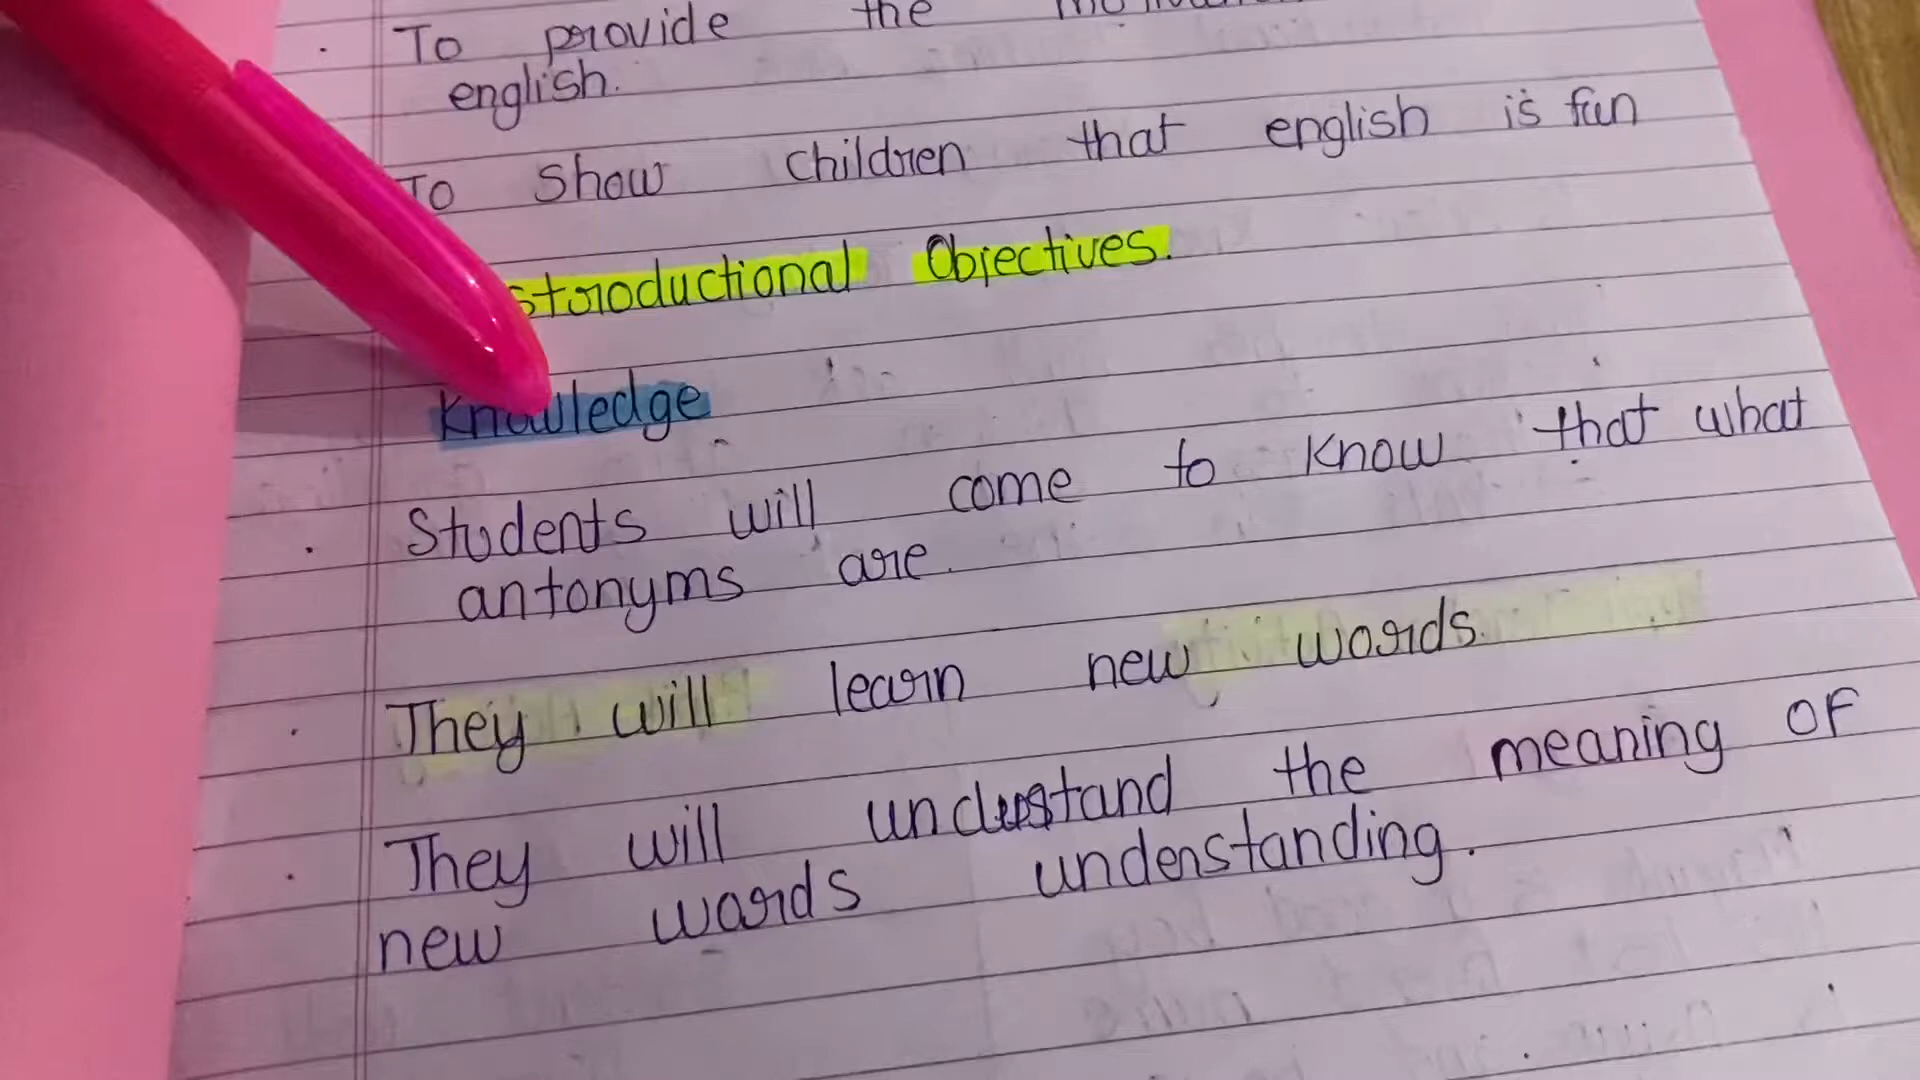 To provide the
english.
To show children that english is fun
stroductional Objectives.
Knowledge
Students will come to know that what
antonyms are.
They will learn new words.
They will understand the meaning of
new words understanding.